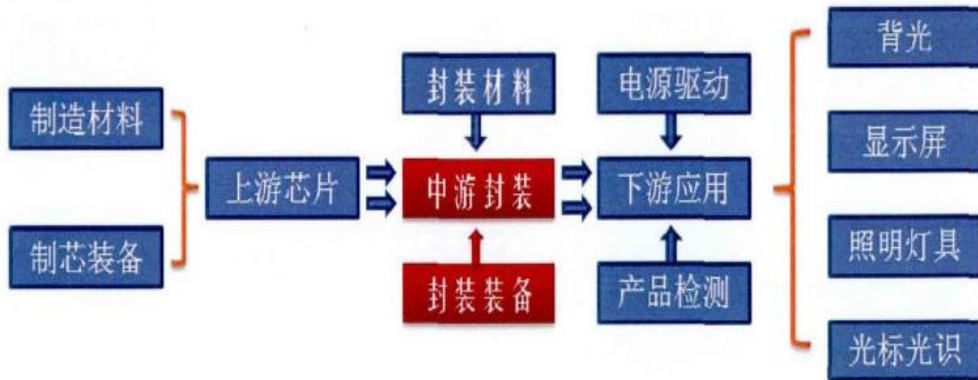 制造材料
制芯装备
上游芯片
封装材料
中游封装
封装装备
电源驱动
下游应用
产品检测
背光
显示屏
照明灯具
光标光识